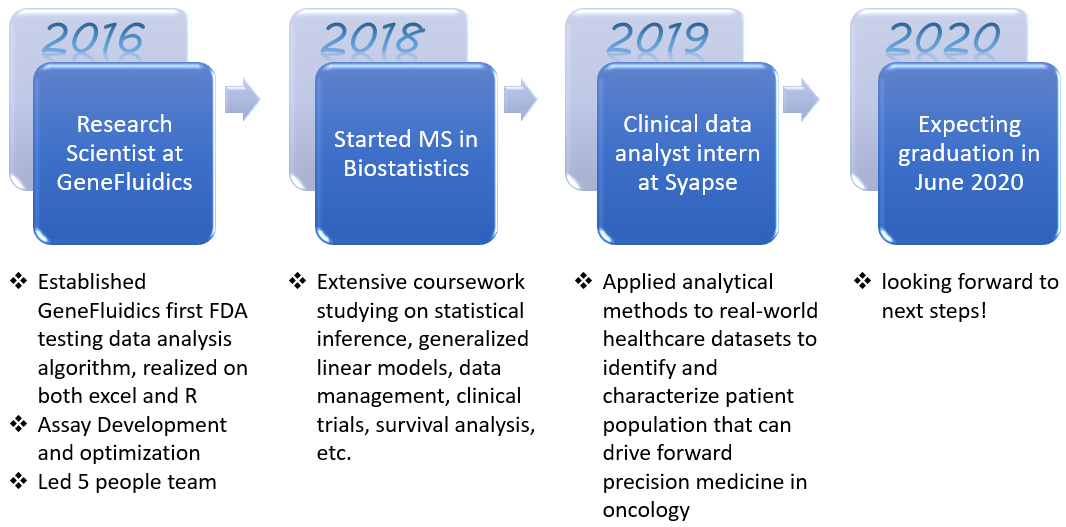 2016
Research
Scientist at
GeneFluidics
2018
Started MS in
Biostatistics
2019
Clinical data
analyst intern
at Syapse
2020
Expecting
graduation in
June 2020
❖ Established
GeneFluidics first FDA
testing data analysis
algorithm, realized on
both excel and R
❖ Assay Development
and optimization
❖ Led 5 people team
❖ Extensive coursework
studying on statistical
inference, generalized
linear models, data
management, clinical
trials, survival analysis,
etc.
❖ Applied analytical
methods to real-world
healthcare datasets to
identify and
characterize patient
population that can
drive forward
precision medicine in
oncology
❖ looking forward to
next steps!